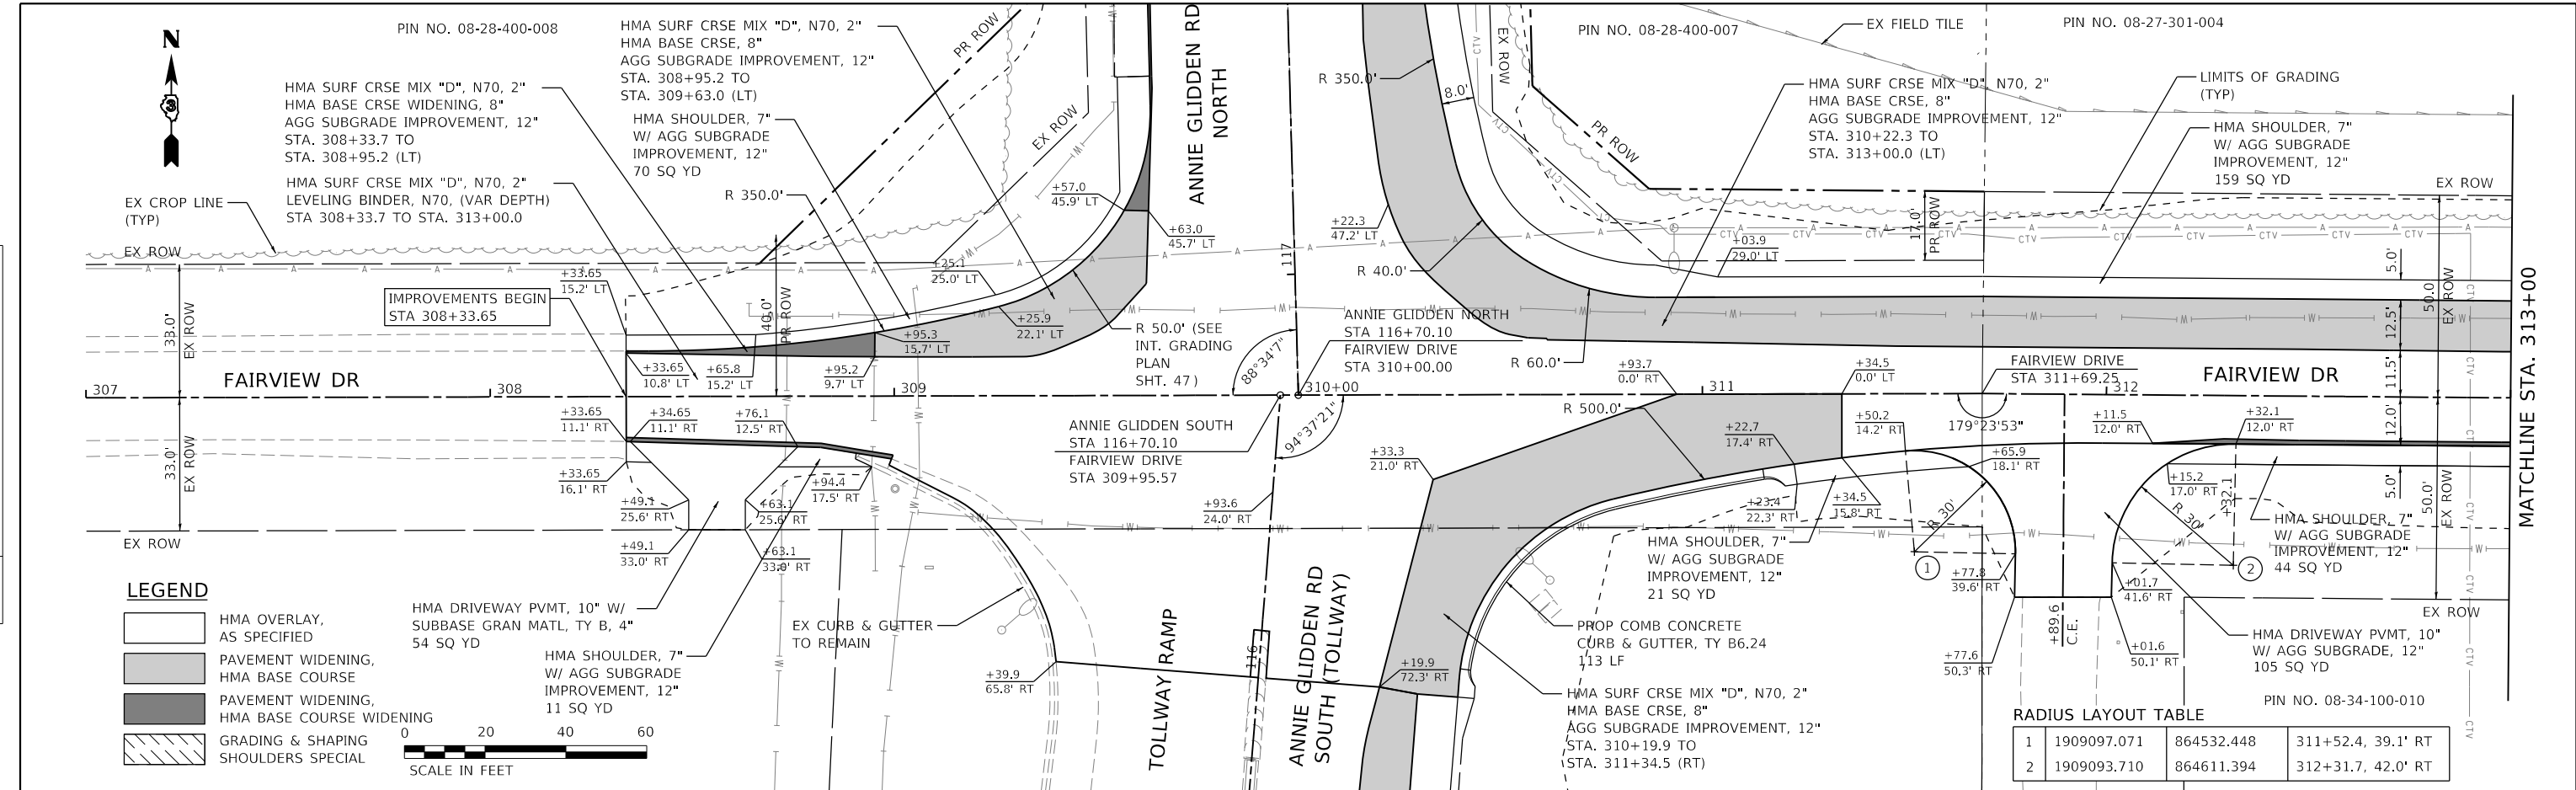 N
3
PIN NO. 08-28-400-008
HMA SURF CRSE MIX "D", N70, 2"
HMA BASE CRSE WIDENING, 8"
AGG SUBGRADE IMPROVEMENT, 12"
STA. 308+33.7 TO
STA. 308+95.2 (LT)
HMA SURF CRSE MIX "D", N70, 2"
LEVELING BINDER, N70, (VAR DEPTH)
STA 308+33.7 TO STA. 313+00.0
HMA SURF CRSE MIX "D", N70, 2"
HMA BASE CRSE, 8"
AGG SUBGRADE IMPROVEMENT, 12"
STA. 308+95.2 TO
STA. 309+63.0 (LT)
HMA SHOULDER, 7"
W/ AGG SUBGRADE
IMPROVEMENT, 12"
70 SQ YD
R 350.0'
PR ROW
EX ROW
ANNIE GLIDDEN RD
NORTH
R 350.0'
8.0'
EX ROW
PR ROW
PIN NO. 08-28-400-007
EX FIELD TILE
PIN NO. 08-27-301-004
HMA SURF CRSE MIX "D", N70, 2"
HMA BASE CRSE, 8"
AGG SUBGRADE IMPROVEMENT, 12"
STA. 310+22.3 TO
STA. 313+00.0 (LT)
LIMITS OF GRADING
(TYP)
HMA SHOULDER, 7"
W/ AGG SUBGRADE
IMPROVEMENT, 12"
159 SQ YD
EX ROW
EX CROP LINE
(TYP)
EX ROW
33.0'
EX ROW
33.0'
EX ROW
EX ROW
IMPROVEMENTS BEGIN
STA 308+33.65
+33.65
15.2' LT
40.0'
PR ROW
+25.1
25.0' LT
+57.0
45.9' LT
+63.0
45.7' LT
+25.9
22.1' LT
+95.3
15.7' LT
+33.65
10.8' LT
+65.8
15.2' LT
+95.2
9.7' LT
R 50.0' (SEE
INT. GRADING
PLAN
SHT. 47)
117
88°34'7"
ANNIE GLIDDEN NORTH
STA 116+70.10
FAIRVIEW DRIVE
STA 310+00.00
+22.3
47.2' LT
R 40.0'
R 60.0'
+03.9
29.0' LT
17.0'
PR ROW
5.0'
50.0
EX ROW
12.5'
11.5'
12.0'
5.0'
50.0'
EX ROW
MATCHLINE STA. 313+00
307
FAIRVIEW DR
308
309
310+00
311
312
FAIRVIEW DR
+93.7
0.0' RT
+34.5
0.0' LT
FAIRVIEW DRIVE
STA 311+69.25
179°23'53"
R 500.0'
+33.65
11.1' RT
+34.65
11.1' RT
+76.1
12.5' RT
+33.65
16.1' RT
+49.1
25.6' RT
+63.1
25.6' RT
+94.4
17.5' RT
+49.1
33.0' RT
+63.1
33.0' RT
ANNIE GLIDDEN SOUTH
STA 116+70.10
FAIRVIEW DRIVE
STA 309+95.57
94°37'21"
+93.6
24.0' RT
+33.3
21.0' RT
+22.7
17.4' RT
+50.2
14.2' RT
+23.4
22.3' RT
+34.5
15.8' RT
+65.9
18.1' RT
+11.5
12.0' RT
+32.1
12.0' RT
+15.2
17.0' RT
+32.1
R 30'
R 30'
1
2
HMA SHOULDER, 7"
W/ AGG SUBGRADE
IMPROVEMENT, 12"
21 SQ YD
HMA SHOULDER, 7"
W/ AGG SUBGRADE
IMPROVEMENT, 12"
44 SQ YD
+77.8
39.6' RT
+01.7
41.6' RT
+77.6
50.3' RT
+01.6
50.1' RT
+89.6
C.E.
EX ROW
HMA DRIVEWAY PVMT, 10"
W/ AGG SUBGRADE, 12"
105 SQ YD
PIN NO. 08-34-100-010
LEGEND
HMA OVERLAY,
AS SPECIFIED
PAVEMENT WIDENING,
HMA BASE COURSE
PAVEMENT WIDENING,
HMA BASE COURSE WIDENING
GRADING & SHAPING
SHOULDERS SPECIAL
HMA DRIVEWAY PVMT, 10" W/
SUBBASE GRAN MATL, TY B, 4"
54 SQ YD
HMA SHOULDER, 7"
W/ AGG SUBGRADE
IMPROVEMENT, 12"
11 SQ YD
0 20 40 60
SCALE IN FEET
EX CURB & GUTTER
TO REMAIN
+39.9
65.8' RT
TOLLWAY RAMP
116
ANNIE GLIDDEN RD
SOUTH (TOLLWAY)
+19.9
72.3' RT
PROP COMB CONCRETE
CURB & GUTTER, TY B6.24
113 LF
HMA SURF CRSE MIX "D", N70, 2"
HMA BASE CRSE, 8"
AGG SUBGRADE IMPROVEMENT, 12"
STA. 310+19.9 TO
STA. 311+34.5 (RT)
RADIUS LAYOUT TABLE
1 1909097.071 864532.448 311+52.4, 39.1' RT
2 1909093.710 864611.394 312+31.7, 42.0' RT